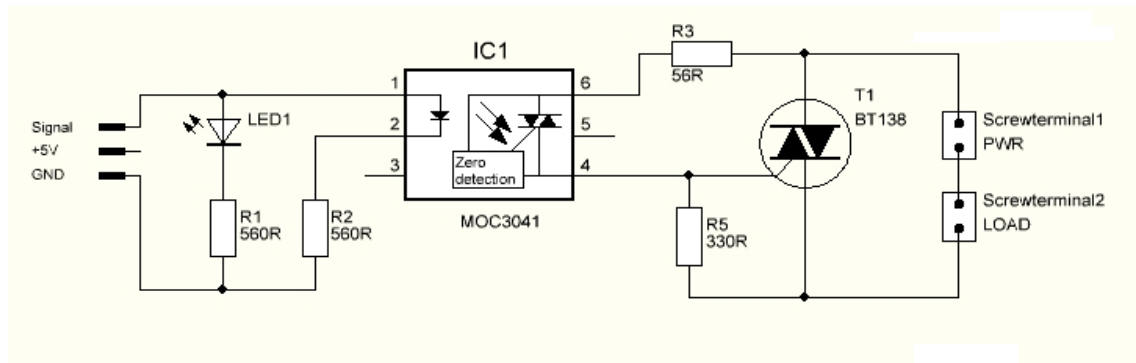 Signal
+5V
GND
LED1
R1
560R
R2
560R
IC1
1
2
3
6
5
4
Zero
detection
MOC3041
R3
56R
R5
330R
T1
BT138
Screwterminal1
PWR
Screwterminal2
LOAD